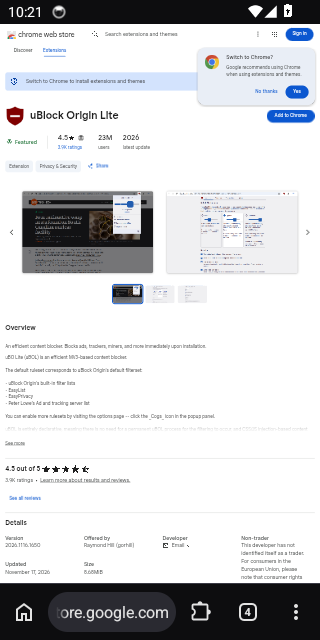 10:21
chrome web store
Search extensions and themes
Sign in
Discover
Extensions
Switch to Chrome?
Google recommends using Chrome when using extensions and themes.
No thanks
Yes
Switch to Chrome to install extensions and themes
uBlock Origin Lite
Add to Chrome
Featured
4.5★
3.9K ratings
23M
users
2026
latest update
Extension
Privacy & Security
Share
Overview
An efficient content blocker. Blocks ads, trackers, miners, and more immediately upon installation.
uBO Lite (uBOL) is an efficient MV3-based content blocker.
The default ruleset corresponds to uBlock Origin's default filterset:
- uBlock Origin's built-in filter lists
- EasyList
- EasyPrivacy
- Peter Lowe's Ad and tracking server list
You can enable more rulesets by visiting the options page -- click the _Cogs_ icon in the popup panel.
See more
4.5 out of 5
3.9K ratings • Learn more about results and reviews.
See all reviews
Details
Version
2026.1116.1650
Offered by
Raymond Hill (gorhill)
Developer
Email
Non-trader
This developer has not identified itself as a trader. For consumers in the European Union, please note that consumer rights
Updated
November 17, 2026
Size
8.68MiB
ore.google.com
4